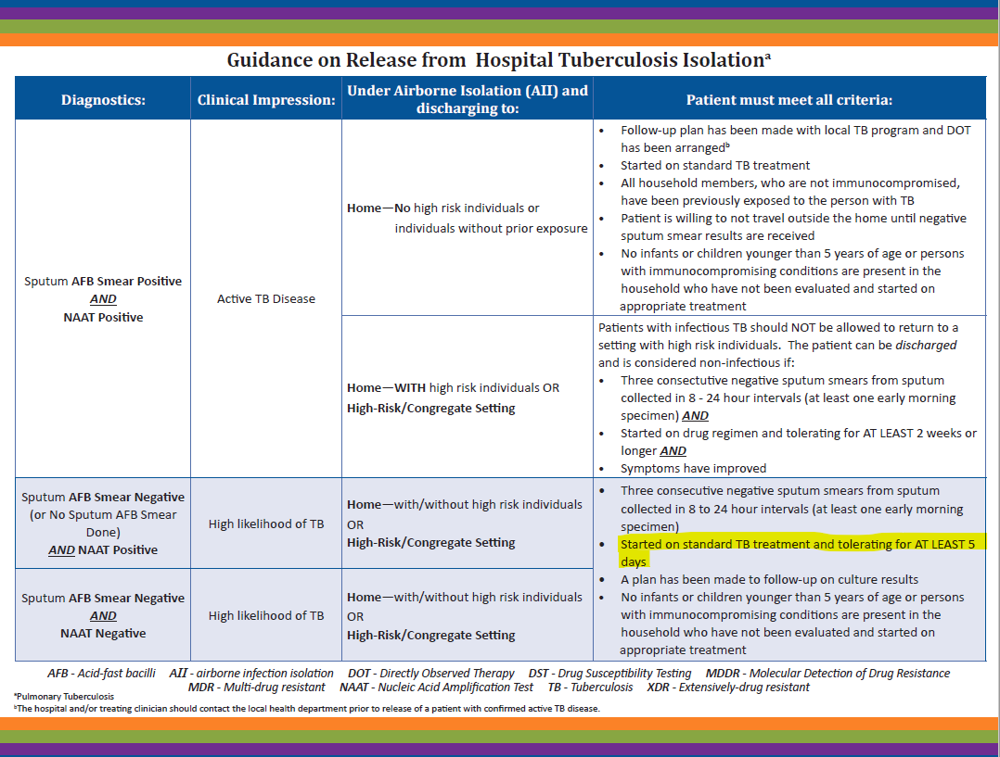 Guidance on Release from Hospital Tuberculosis Isolationª
Diagnostics:
Clinical Impression:
Under Airborne Isolation (AII) and
discharging to:
Patient must meet all criteria:
Sputum AFB Smear Positive
AND
NAAT Positive
Active TB Disease
Home—No high risk individuals or
individuals without prior exposure
• Follow-up plan has been made with local TB program and DOT
has been arrangedᵇ
• Started on standard TB treatment
• All household members, who are not immunocompromised,
have been previously exposed to the person with TB
• Patient is willing to not travel outside the home until negative
sputum smear results are received
• No infants or children younger than 5 years of age or persons
with immunocompromising conditions are present in the
household who have not been evaluated and started on
appropriate treatment
Home—WITH high risk individuals OR
High-Risk/Congregate Setting
Patients with infectious TB should NOT be allowed to return to a
setting with high risk individuals. The patient can be discharged
and is considered non-infectious if:
• Three consecutive negative sputum smears from sputum
collected in 8 - 24 hour intervals (at least one early morning
specimen) AND
• Started on drug regimen and tolerating for AT LEAST 2 weeks or
longer AND
• Symptoms have improved
Sputum AFB Smear Negative
(or No Sputum AFB Smear
Done)
AND NAAT Positive
High likelihood of TB
Home—with/without high risk individuals
OR
High-Risk/Congregate Setting
• Three consecutive negative sputum smears from sputum
collected in 8 to 24 hour intervals (at least one early morning
specimen)
• Started on standard TB treatment and tolerating for AT LEAST 5
days
• A plan has been made to follow-up on culture results
• No infants or children younger than 5 years of age or persons
with immunocompromising conditions are present in the
household who have not been evaluated and started on
appropriate treatment
Sputum AFB Smear Negative
AND
NAAT Negative
High likelihood of TB
Home—with/without high risk individuals
OR
High-Risk/Congregate Setting
AFB - Acid-fast bacilli AII - airborne infection isolation DOT - Directly Observed Therapy DST - Drug Susceptibility Testing MDDR - Molecular Detection of Drug Resistance
MDR - Multi-drug resistant NAAT - Nucleic Acid Amplification Test TB - Tuberculosis XDR - Extensively-drug resistant
ªPulmonary Tuberculosis
ᵇThe hospital and/or treating clinician should contact the local health department prior to release of a patient with confirmed active TB disease.